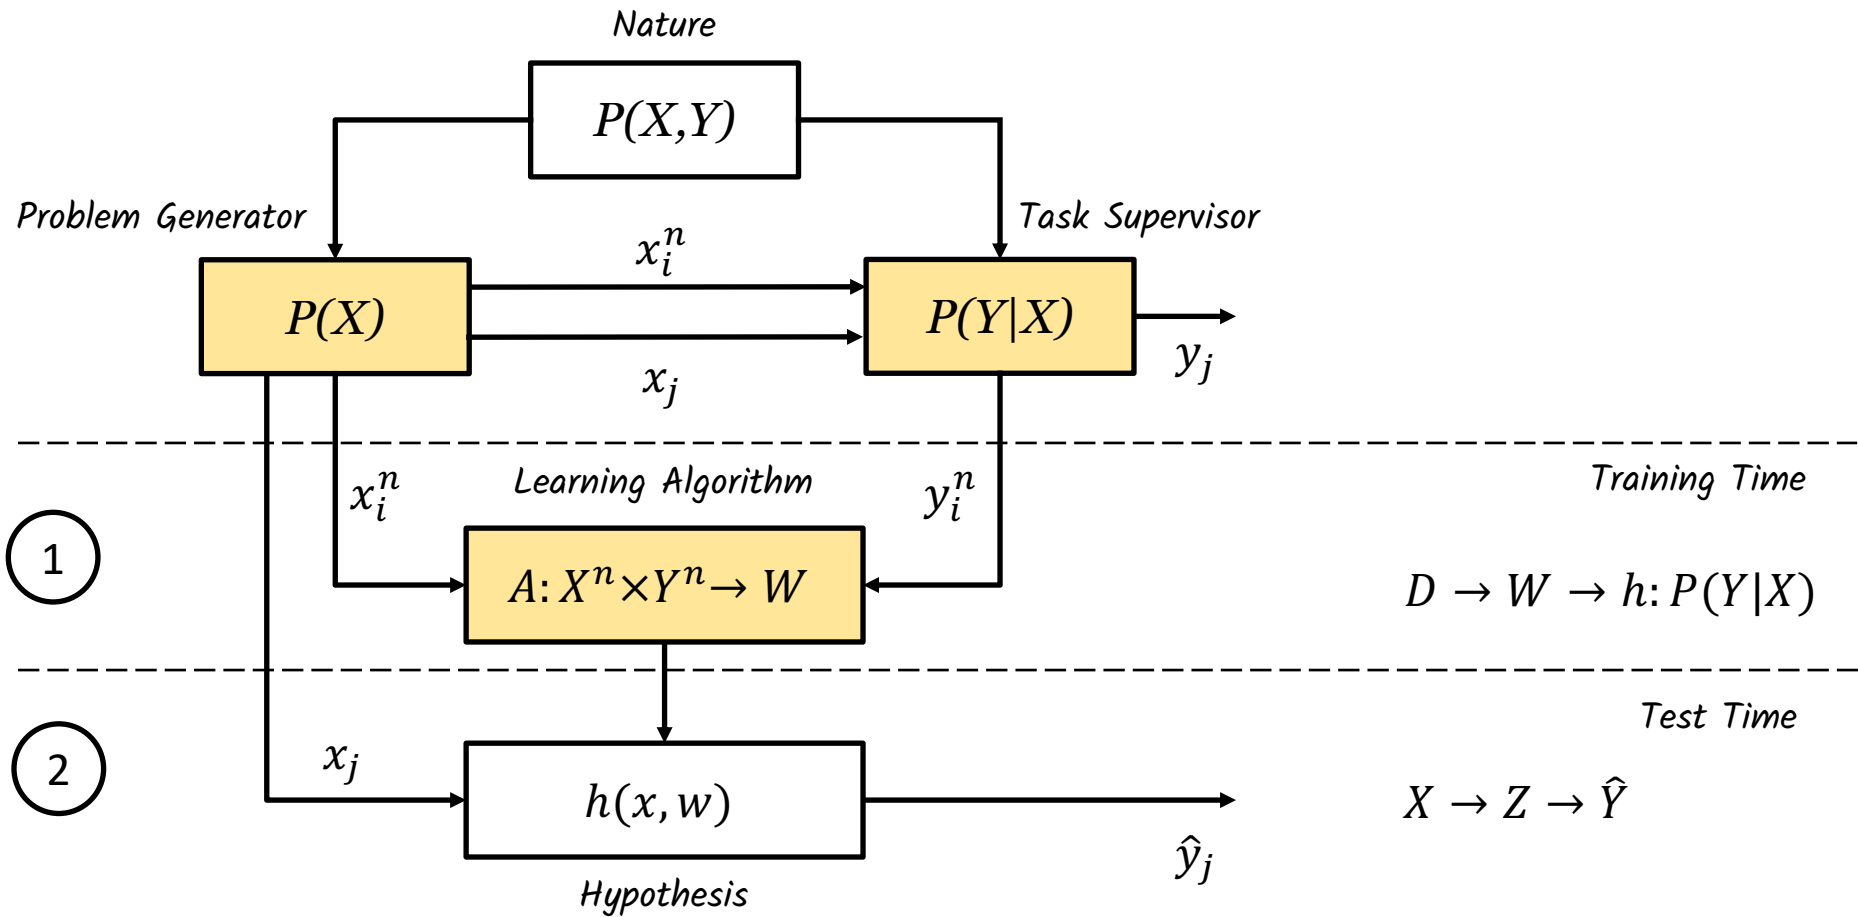 Nature
P(X,Y)
Problem Generator
Task Supervisor
x_i^n
P(X)
P(Y|X)
x_j
y_j
Learning Algorithm
Training Time
x_i^n
y_i^n
1
A: X^n×Y^n→ W
D → W → h: P(Y|X)
Test Time
2
x_j
h(x, w)
X → Z → Ŷ
ŷ_j
Hypothesis